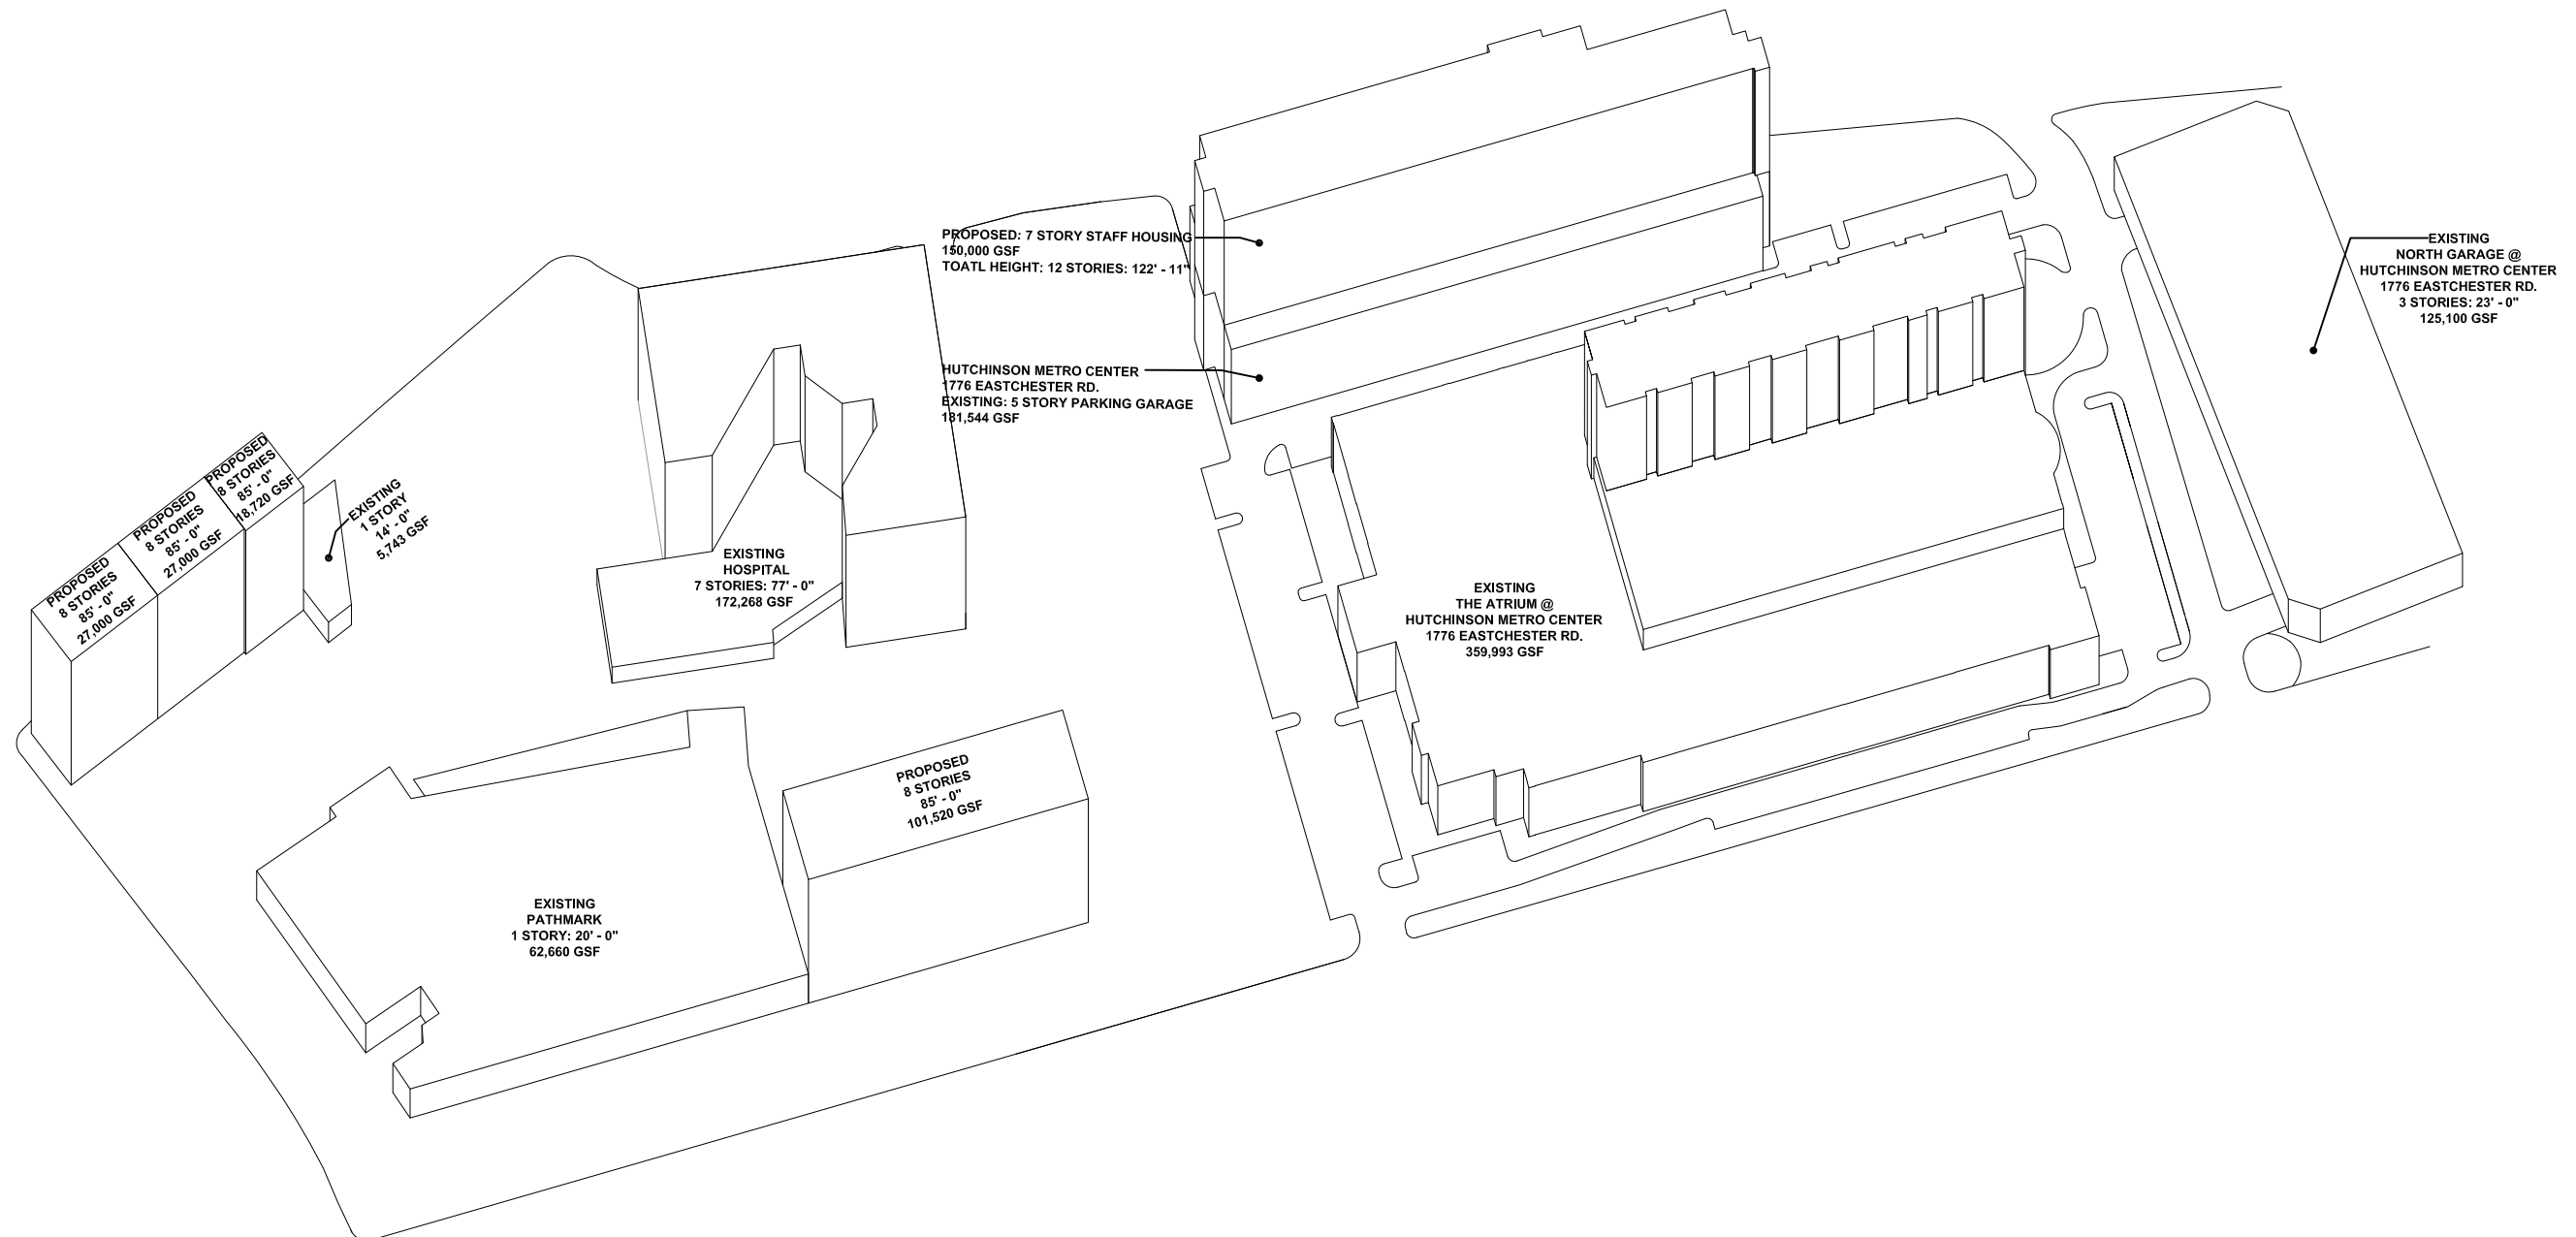 PROPOSED: 7 STORY STAFF HOUSING
150,000 GSF
TOATL HEIGHT: 12 STORIES: 122' - 11"
HUTCHINSON METRO CENTER
1776 EASTCHESTER RD.
EXISTING: 5 STORY PARKING GARAGE
181,544 GSF
EXISTING
NORTH GARAGE @
HUTCHINSON METRO CENTER
1776 EASTCHESTER RD.
3 STORIES: 23' - 0"
125,100 GSF
PROPOSED
8 STORIES
85' - 0"
27,000 GSF
PROPOSED
8 STORIES
85' - 0"
27,000 GSF
PROPOSED
8 STORIES
85' - 0"
18,720 GSF
EXISTING
1 STORY
14' - 0"
5,743 GSF
EXISTING
HOSPITAL
7 STORIES: 77' - 0"
172,268 GSF
EXISTING
THE ATRIUM @
HUTCHINSON METRO CENTER
1776 EASTCHESTER RD.
359,993 GSF
PROPOSED
8 STORIES
85' - 0"
101,520 GSF
EXISTING
PATHMARK
1 STORY: 20' - 0"
62,660 GSF